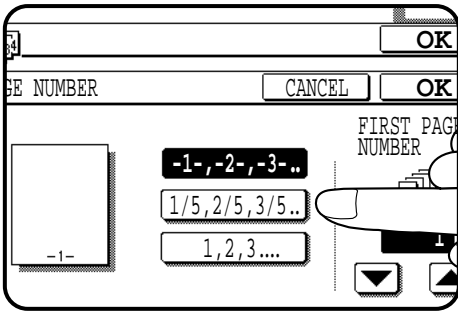 OK
GE NUMBER CANCEL OK
FIRST PAG
NUMBER
-1-,-2-,-3-..
1/5,2/5,3/5..
1,2,3....
-1-
1